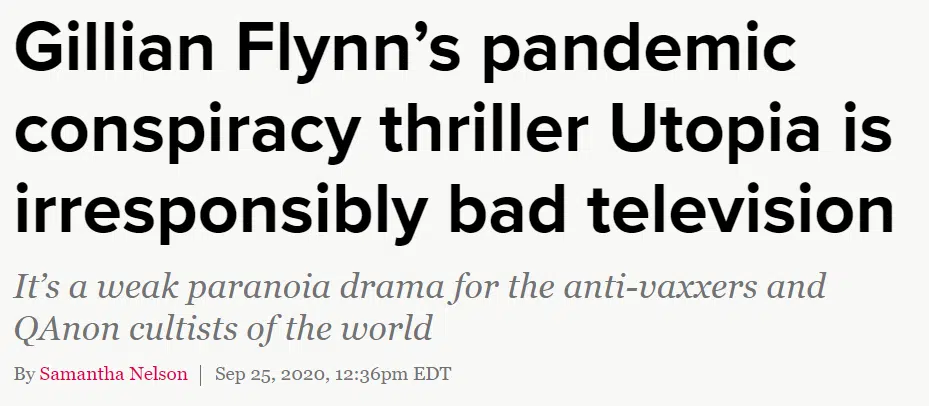 Gillian Flynn’s pandemic
conspiracy thriller Utopia is
irresponsibly bad television
It’s a weak paranoia drama for the anti-vaxxers and
QAnon cultists of the world
By Samantha Nelson | Sep 25, 2020, 12:36pm EDT